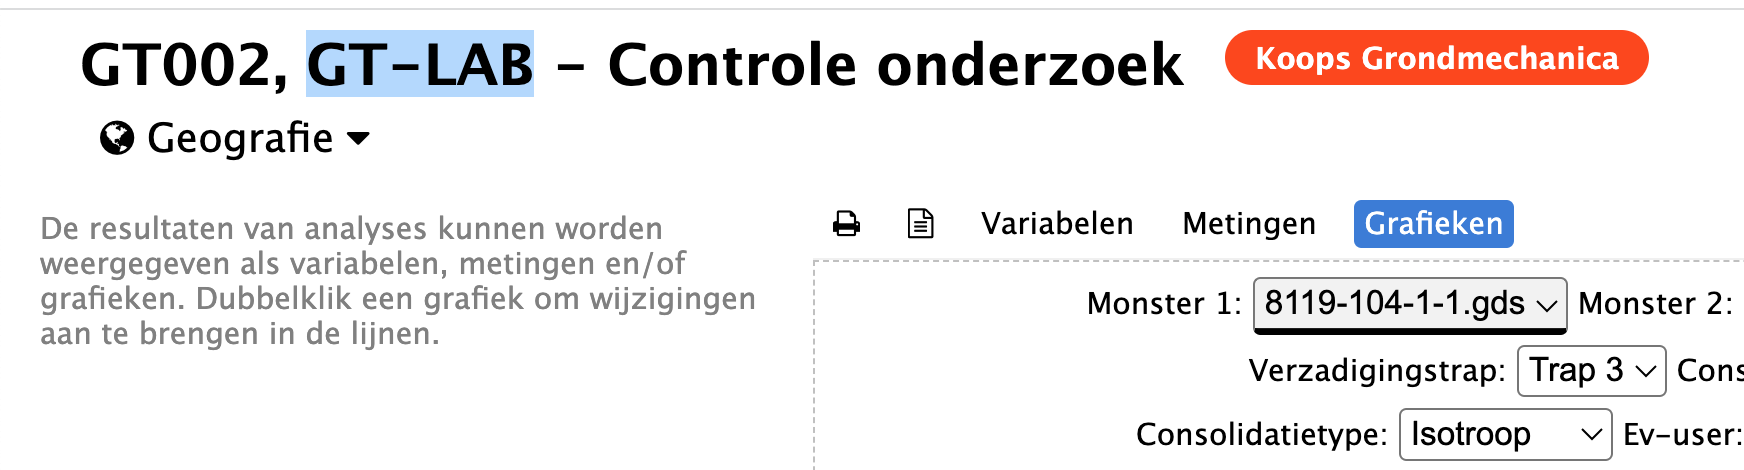 GT002, GT-LAB - Controle onderzoek Koops Grondmechanica
Geografie
De resultaten van analyses kunnen worden
weergegeven als variabelen, metingen en/of
grafieken. Dubbelklik een grafiek om wijzigingen
aan te brengen in de lijnen.
Variabelen Metingen Grafieken
Monster 1: 8119-104-1-1.gds Monster 2:
Verzadigingstrap: Trap 3 Cons
Consolidatietype: Isotroop Ev-user: